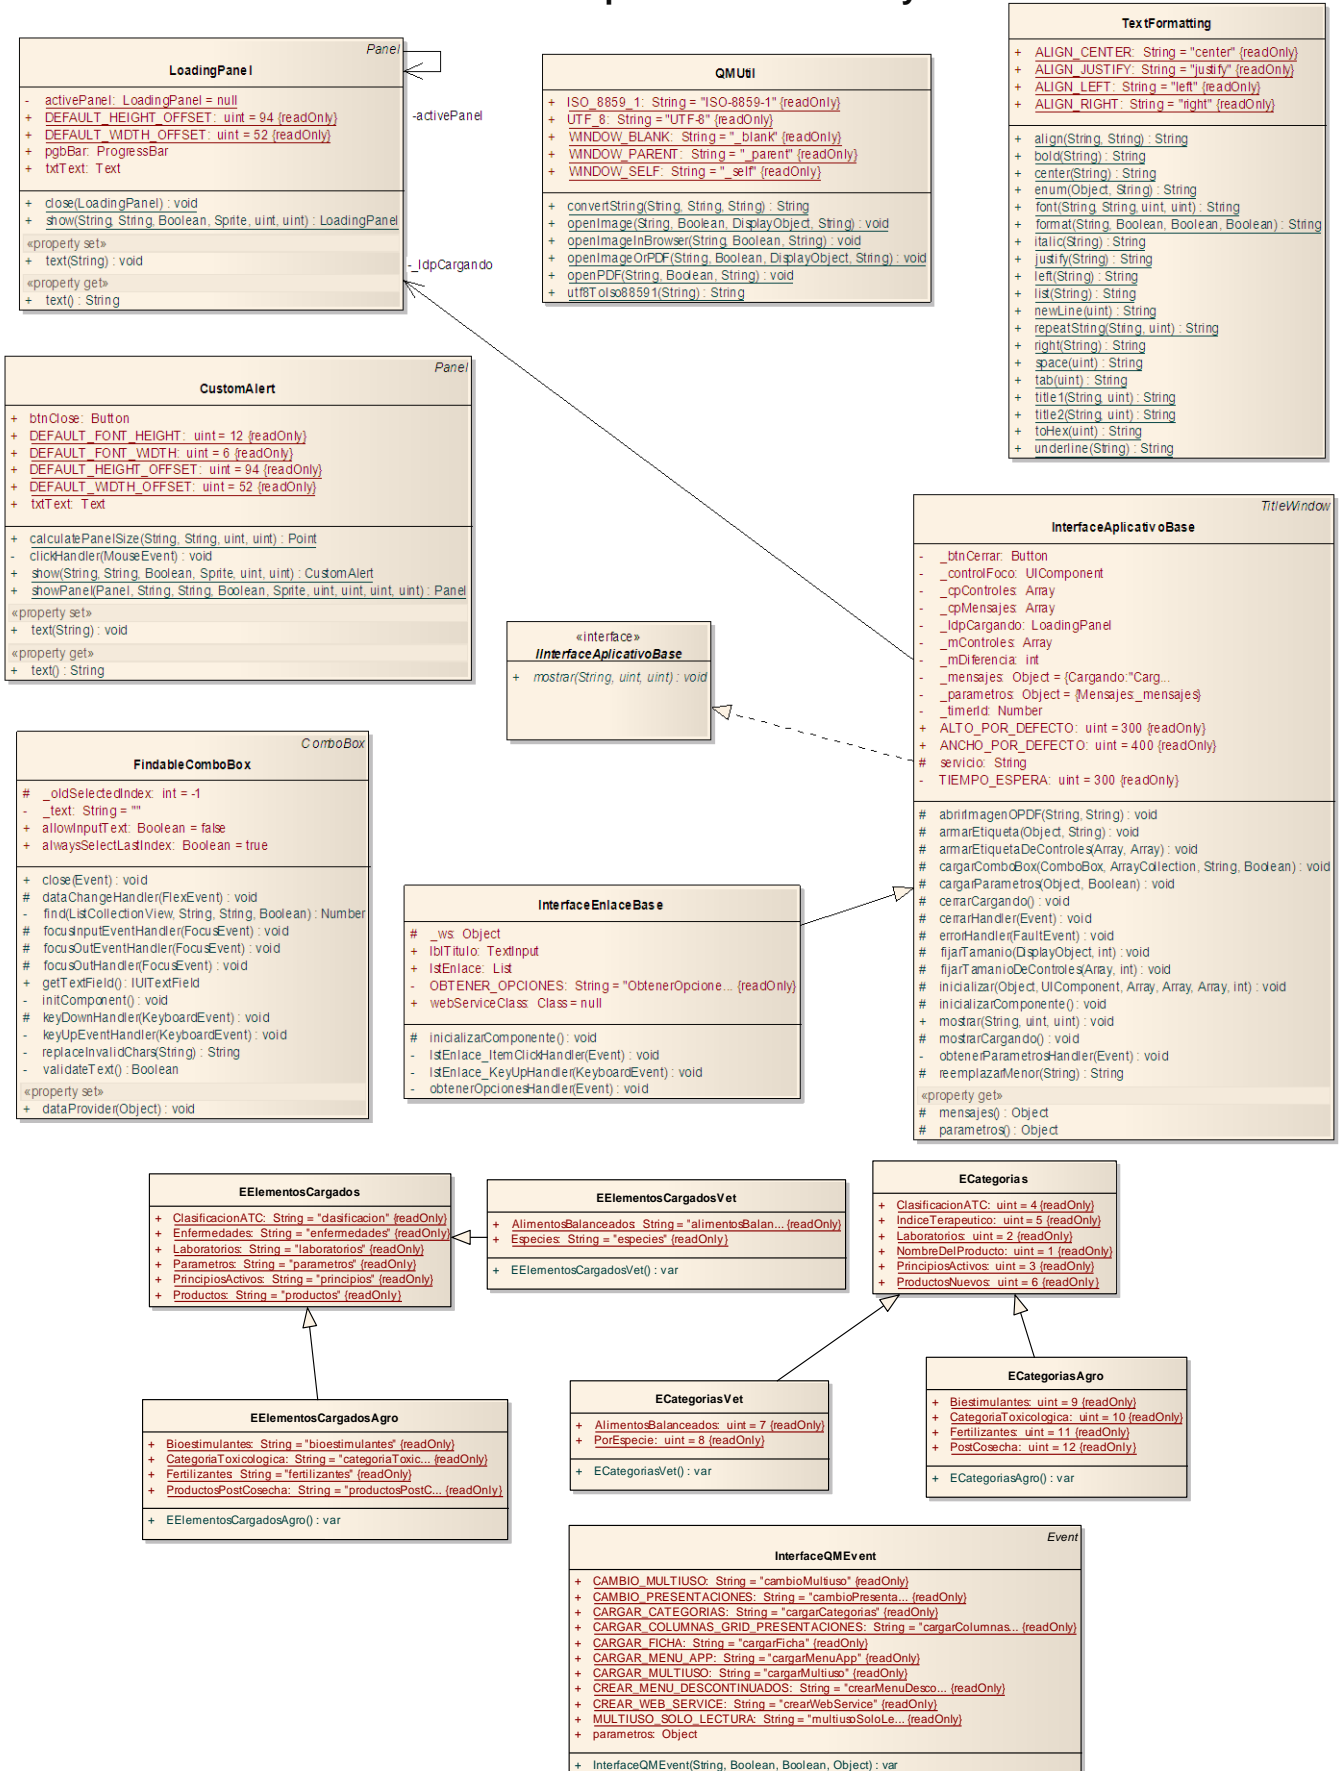 TextFormatting
+ ALIGN_CENTER: String = "center" {readOnly}
+ ALIGN_JUSTIFY: String = "justify" {readOnly}
+ ALIGN_LEFT: String = "left" {readOnly}
+ ALIGN_RIGHT: String = "right" {readOnly}
+ align(String, String) : String
+ bold(String) : String
+ center(String) : String
+ enum(Object, String) : String
+ font(String, String, uint, uint) : String
+ format(String, Boolean, Boolean, Boolean) : String
+ italic(String) : String
+ justify(String) : String
+ left(String) : String
+ list(String) : String
+ newLine(uint) : String
+ repeatString(String, uint) : String
+ right(String) : String
+ space(uint) : String
+ tab(uint) : String
+ title1(String, uint) : String
+ title2(String, uint) : String
+ toHex(uint) : String
+ underline(String) : String
Panel
LoadingPanel
- activePanel: LoadingPanel = null
+ DEFAULT_HEIGHT_OFFSET: uint = 94 {readOnly}
+ DEFAULT_WIDTH_OFFSET: uint = 52 {readOnly}
+ pgbBar: ProgressBar
+ txtText: Text
+ close(LoadingPanel) : void
+ show(String, String, Boolean, Sprite, uint, uint) : LoadingPanel
«property set»
+ text(String) : void
«property get»
+ text() : String
-activePanel
-_ldpCargando
QMUtil
+ ISO_8859_1: String = "ISO-8859-1" {readOnly}
+ UTF_8: String = "UTF-8" {readOnly}
+ WINDOW_BLANK: String = "_blank" {readOnly}
+ WINDOW_PARENT: String = "_parent" {readOnly}
+ WINDOW_SELF: String = "_self" {readOnly}
+ convertString(String, String, String) : String
+ openImage(String, Boolean, DisplayObject, String) : void
+ openImageInBrowser(String, Boolean, String) : void
+ openImageOrPDF(String, Boolean, DisplayObject, String) : void
+ openPDF(String, Boolean, String) : void
+ utf8ToIso88591(String) : String
Panel
CustomAlert
+ btnClose: Button
+ DEFAULT_FONT_HEIGHT: uint = 12 {readOnly}
+ DEFAULT_FONT_WIDTH: uint = 6 {readOnly}
+ DEFAULT_HEIGHT_OFFSET: uint = 94 {readOnly}
+ DEFAULT_WIDTH_OFFSET: uint = 52 {readOnly}
+ txtText: Text
+ calculatePanelSize(String, String, uint, uint) : Point
- clickHandler(MouseEvent) : void
+ show(String, String, Boolean, Sprite, uint, uint) : CustomAlert
+ showPanel(Panel, String, String, Boolean, Sprite, uint, uint, uint, uint) : Panel
«property set»
+ text(String) : void
«property get»
+ text() : String
«interface»
IInterfaceAplicativoBase
+ mostrar(String, uint, uint) : void
TitleWindow
InterfaceAplicativoBase
- _btnCerrar: Button
- _controlFoco: UIComponent
- _cpControles: Array
- _cpMensajes: Array
- _ldpCargando: LoadingPanel
- _mControles: Array
- _mDiferencia: int
- _mensajes: Object = {Cargando:"Carg...
- _parametros: Object = {Mensajes:_mensajes}
- _timerId: Number
+ ALTO_POR_DEFECTO: uint = 300 {readOnly}
+ ANCHO_POR_DEFECTO: uint = 400 {readOnly}
# servicio: String
- TIEMPO_ESPERA: uint = 300 {readOnly}
# abrirImagenOPDF(String, String) : void
# armarEtiqueta(Object, String) : void
# armarEtiquetaDeControles(Array, Array) : void
# cargarComboBox(ComboBox, ArrayCollection, String, Boolean) : void
# cargarParametros(Object, Boolean) : void
# cerrarCargando() : void
# cerrarHandler(Event) : void
# errorHandler(FaultEvent) : void
# fijarTamanio(DisplayObject, int) : void
# fijarTamanioDeControles(Array, int) : void
# inicializar(Object, UIComponent, Array, Array, Array, int) : void
# inicializarComponente() : void
+ mostrar(String, uint, uint) : void
# mostrarCargando() : void
- obtenerParametrosHandler(Event) : void
# reemplazarMenor(String) : String
«property get»
# mensajes() : Object
# parametros() : Object
ComboBox
FindableComboBox
# _oldSelectedIndex: int = -1
- _text: String = ""
+ allowInputText: Boolean = false
+ alwaysSelectLastIndex: Boolean = true
+ close(Event) : void
# dataChangeHandler(FlexEvent) : void
- find(ListCollectionView, String, String, Boolean) : Number
# focusInputEventHandler(FocusEvent) : void
# focusOutEventHandler(FocusEvent) : void
# focusOutHandler(FocusEvent) : void
+ getTextField() : IUITextField
- initComponent() : void
# keyDownHandler(KeyboardEvent) : void
- keyUpEventHandler(KeyboardEvent) : void
- replaceInvalidChars(String) : String
- validateText() : Boolean
«property set»
+ dataProvider(Object) : void
InterfaceEnlaceBase
# _ws: Object
+ lblTitulo: TextInput
+ lstEnlace: List
- OBTENER_OPCIONES: String = "ObtenerOpcione... {readOnly}
+ webServiceClass: Class = null
# inicializarComponente() : void
- lstEnlace_ItemClickHandler(Event) : void
- lstEnlace_KeyUpHandler(KeyboardEvent) : void
- obtenerOpcionesHandler(Event) : void
EElementosCargados
+ ClasificacionATC: String = "clasificacion" {readOnly}
+ Enfermedades: String = "enfermedades" {readOnly}
+ Laboratorios: String = "laboratorios" {readOnly}
+ Parametros: String = "parametros" {readOnly}
+ PrincipiosActivos: String = "principios" {readOnly}
+ Productos: String = "productos" {readOnly}
EElementosCargadosVet
+ AlimentosBalanceados: String = "alimentosBalan... {readOnly}
+ Especies: String = "especies" {readOnly}
+ EElementosCargadosVet() : var
ECategorias
+ ClasificacionATC: uint = 4 {readOnly}
+ IndiceTerapeutico: uint = 5 {readOnly}
+ Laboratorios: uint = 2 {readOnly}
+ NombreDelProducto: uint = 1 {readOnly}
+ PrincipiosActivos: uint = 3 {readOnly}
+ ProductosNuevos: uint = 6 {readOnly}
EElementosCargadosAgro
+ Bioestimulantes: String = "bioestimulantes" {readOnly}
+ CategoriaToxicologica: String = "categoriaToxic... {readOnly}
+ Fertilizantes: String = "fertilizantes" {readOnly}
+ ProductosPostCosecha: String = "productosPostC... {readOnly}
+ EElementosCargadosAgro() : var
ECategoriasVet
+ AlimentosBalanceados: uint = 7 {readOnly}
+ PorEspecie: uint = 8 {readOnly}
+ ECategoriasVet() : var
ECategoriasAgro
+ Biestimulantes: uint = 9 {readOnly}
+ CategoriaToxicologica: uint = 10 {readOnly}
+ Fertilizantes: uint = 11 {readOnly}
+ PostCosecha: uint = 12 {readOnly}
+ ECategoriasAgro() : var
Event
InterfaceQMEvent
+ CAMBIO_MULTIUSO: String = "cambioMultiuso" {readOnly}
+ CAMBIO_PRESENTACIONES: String = "cambioPresenta... {readOnly}
+ CARGAR_CATEGORIAS: String = "cargarCategorias" {readOnly}
+ CARGAR_COLUMNAS_GRID_PRESENTACIONES: String = "cargarColumnas... {readOnly}
+ CARGAR_FICHA: String = "cargarFicha" {readOnly}
+ CARGAR_MENU_APP: String = "cargarMenuApp" {readOnly}
+ CARGAR_MULTIUSO: String = "cargarMultiuso" {readOnly}
+ CREAR_MENU_DESCONTINUADOS: String = "crearMenuDesco... {readOnly}
+ CREAR_WEB_SERVICE: String = "crearWebService" {readOnly}
+ MULTIUSO_SOLO_LECTURA: String = "multiusoSoloLe... {readOnly}
+ parametros: Object
+ InterfaceQMEvent(String, Boolean, Boolean, Object) : var